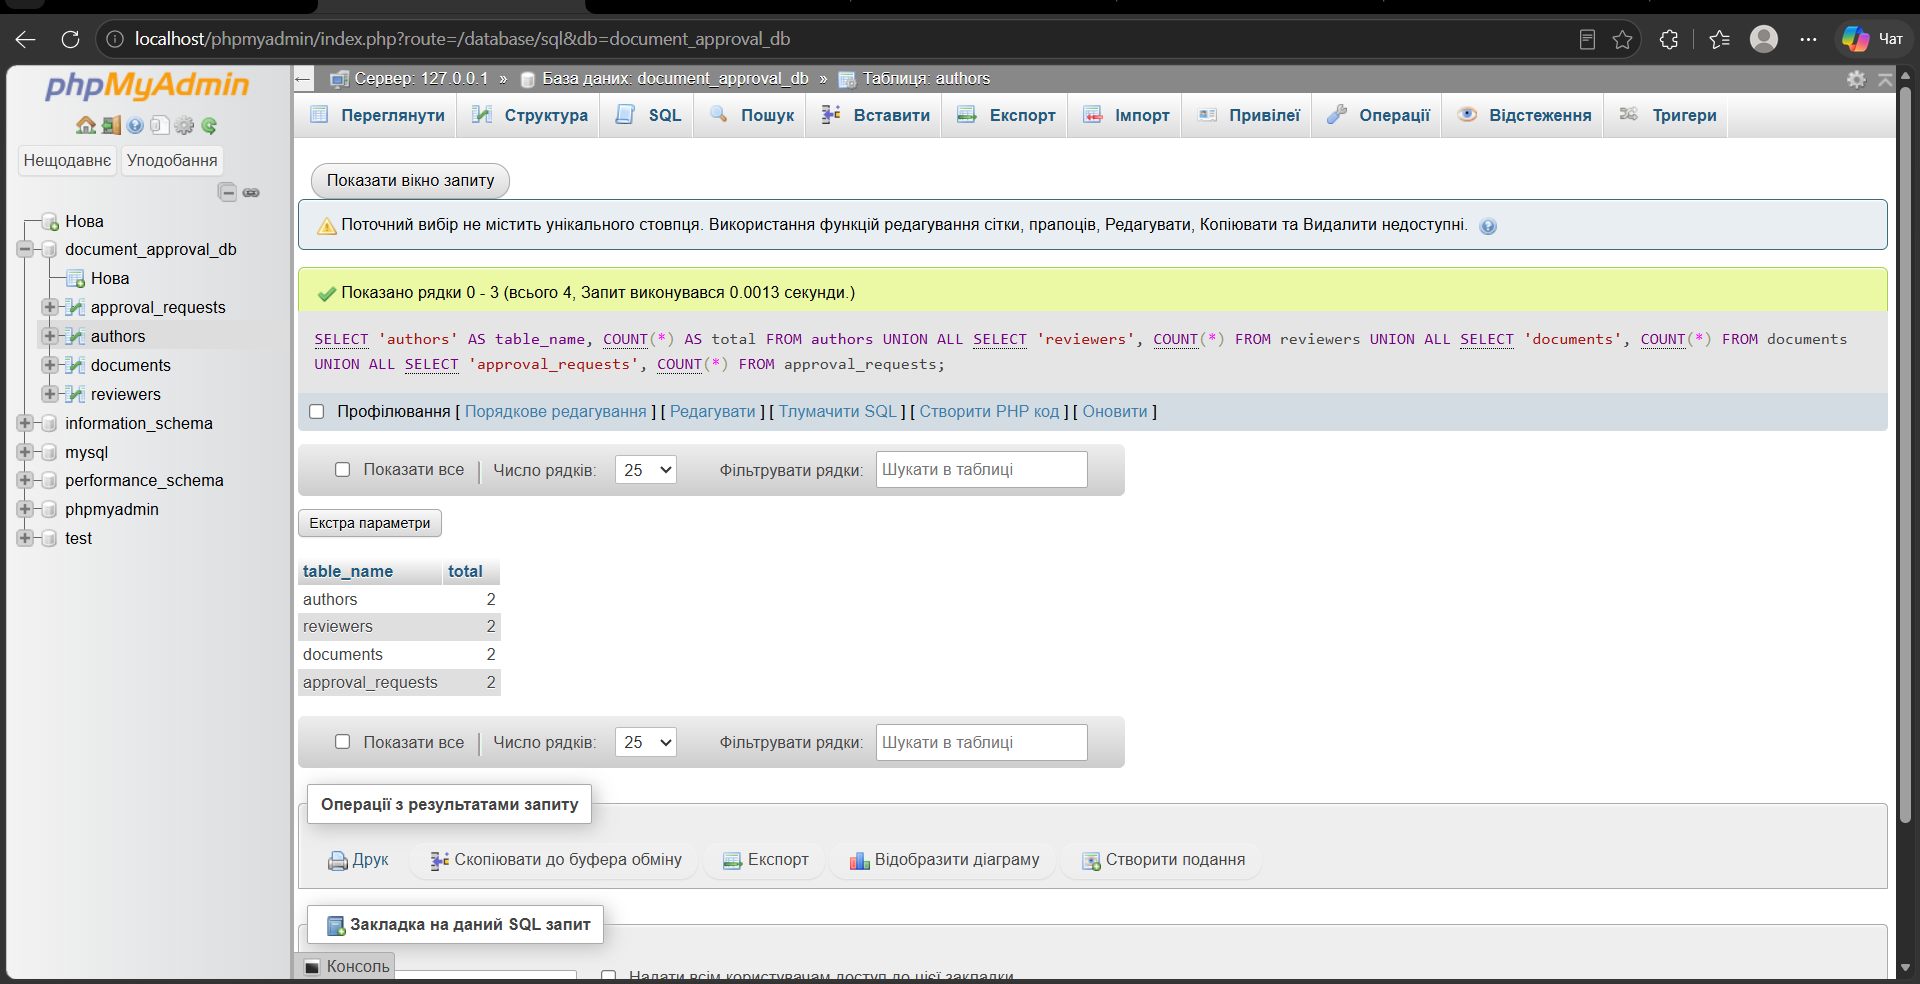 localhost/phpmyadmin/index.php?route=/database/sql&db=document_approval_db
Чат
phpMyAdmin
Нещодавнє
Уподобання
Нова
document_approval_db
Нова
approval_requests
authors
documents
reviewers
information_schema
mysql
performance_schema
phpmyadmin
test
Сервер: 127.0.0.1 » База даних: document_approval_db » Таблиця: authors
Переглянути Структура SQL Пошук Вставити Експорт Імпорт Привілеї Операції Відстеження Тригери
Показати вікно запиту
Поточний вибір не містить унікального стовпця. Використання функцій редагування сітки, прапоців, Редагувати, Копіювати та Видалити недоступні.
Показано рядки 0 - 3 (всього 4, Запит виконувався 0.0013 секунди.)
SELECT 'authors' AS table_name, COUNT(*) AS total FROM authors UNION ALL SELECT 'reviewers', COUNT(*) FROM reviewers UNION ALL SELECT 'documents', COUNT(*) FROM documents
UNION ALL SELECT 'approval_requests', COUNT(*) FROM approval_requests;
Профілювання [ Порядкове редагування ] [ Редагувати ] [ Тлумачити SQL ] [ Створити PHP код ] [ Оновити ]
Показати все Число рядків: 25 Фільтрувати рядки: Шукати в таблиці
Екстра параметри
table_name total
authors 2
reviewers 2
documents 2
approval_requests 2
Показати все Число рядків: 25 Фільтрувати рядки: Шукати в таблиці
Операції з результатами запиту
Друк Скопіювати до буфера обміну Експорт Відобразити діаграму Створити подання
Закладка на даний SQL запит
Консоль
Надати всім користувачам доступ до цієї закладки